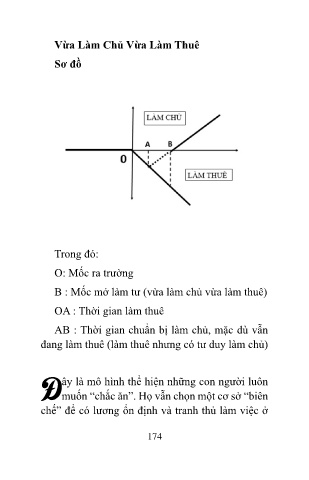 Vừa Làm Chủ Vừa Làm Thuê
Sơ đồ
LÀM CHỦ
A B
O
LÀM THUÊ
Trong đó:
O: Mốc ra trường
B : Mốc mở làm tư (vừa làm chủ vừa làm thuê)
OA : Thời gian làm thuê
AB : Thời gian chuẩn bị làm chủ, mặc dù vẫn
đang làm thuê (làm thuê nhưng có tư duy làm chủ)
Đây là mô hình thể hiện những con người luôn
muốn “chắc ăn”. Họ vẫn chọn một cơ sở “biên
chế” để có lương ổn định và tranh thủ làm việc ở
174